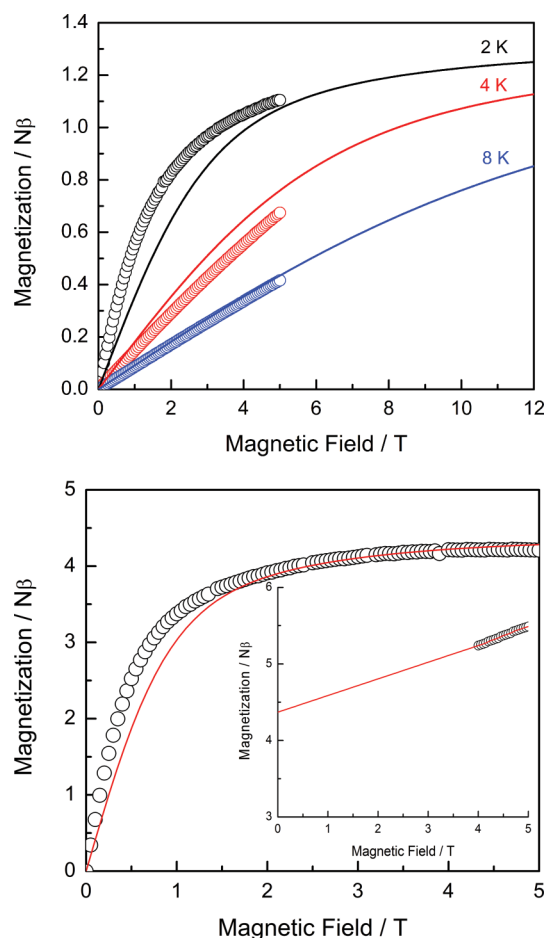 1.4
1.2
1.0
0.8
0.6
0.4
0.2
0.0
Magnetization / Nβ
2 K
4 K
8 K
0 2 4 6 8 10 12
Magnetic Field / T
5
4
3
2
1
0
Magnetization / Nβ
6
5
4
3
Magnetization / Nβ
0 1 2 3 4 5
Magnetic Field / T
0 1 2 3 4 5
Magnetic Field / T